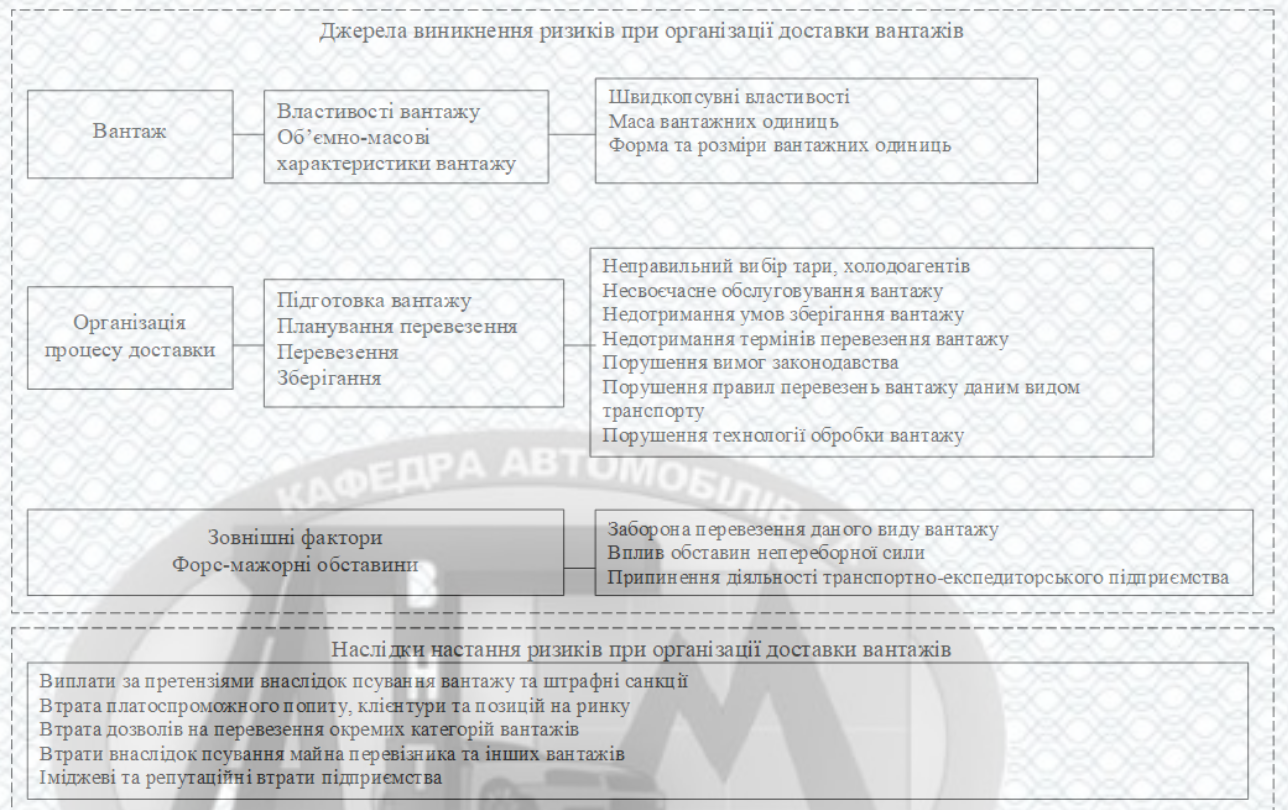 Джерела виникнення ризиків при організації доставки вантажів
Вантаж
Властивості вантажу
Об’ємно-масові
характеристики вантажу
Швидкопсувні властивості
Маса вантажних одиниць
Форма та розміри вантажних одиниць
Організація
процесу доставки
Підготовка вантажу
Планування перевезення
Перевезення
Зберігання
Неправильний вибір тари, холодоагентів
Несвоєчасне обслуговування вантажу
Недотримання умов зберігання вантажу
Недотримання термінів перевезення вантажу
Порушення вимог законодавства
Порушення правил перевезень вантажу даним видом
транспорту
Порушення технології обробки вантажу
КАФЕДРА АВТОМОБІЛІВ
Зовнішні фактори
Форс-мажорні обставини
Заборона перевезення даного виду вантажу
Вплив обставин непереборної сили
Припинення діяльності транспортно-експедиторського підприємства
Наслідки настання ризиків при організації доставки вантажів
Виплати за претензіями внаслідок псування вантажу та штрафні санкції
Втрата платоспроможного попиту, клієнтури та позицій на ринку
Втрата дозволів на перевезення окремих категорій вантажів
Втрати внаслідок псування майна перевізника та інших вантажів
Іміджеві та репутаційні втрати підприємства